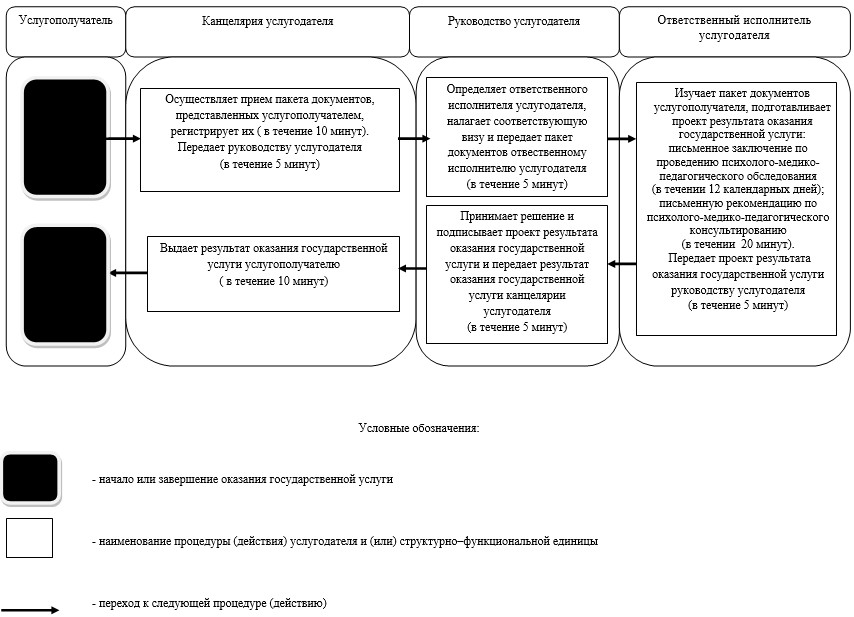 Услугополучатель
Канцелярия услугодателя
Руководство услугодателя
Ответственный исполнитель
услугодателя
Осуществляет прием пакета документов,
представленных услугополучателем,
регистрирует их ( в течение 10 минут).
Передает руководству услугодателя
(в течение 5 минут)
Определяет ответственного
исполнителя услугодателя,
налагает соответствующую
визу и передает пакет
документов отвественному
исполнителю услугодателя
(в течение 5 минут)
Изучает пакет документов
услугополучателя, подготавливает
проект результата оказания
государственной услуги:
письменное заключение по
проведению психолого-медико-
педагогического обследования
(в течении 12 календарных дней);
письменную рекомендацию по
психолого-медико-педагогического
консультированию
(в течении 20 минут).
Передает проект результата
оказания государственной услуги
руководству услугодателя
(в течение 5 минут)
Принимает решение и
подписывает проект результата
оказания государственной
услуги и передает результат
оказания государственной
услуги канцелярии
услугодателя
(в течение 5 минут)
Выдает результат оказания государственной
услуги услугополучателю
( в течение 10 минут)
Условные обозначения:
- начало или завершение оказания государственной услуги
- наименование процедуры (действия) услугодателя и (или) структурно–функциональной единицы
- переход к следующей процедуре (действию)